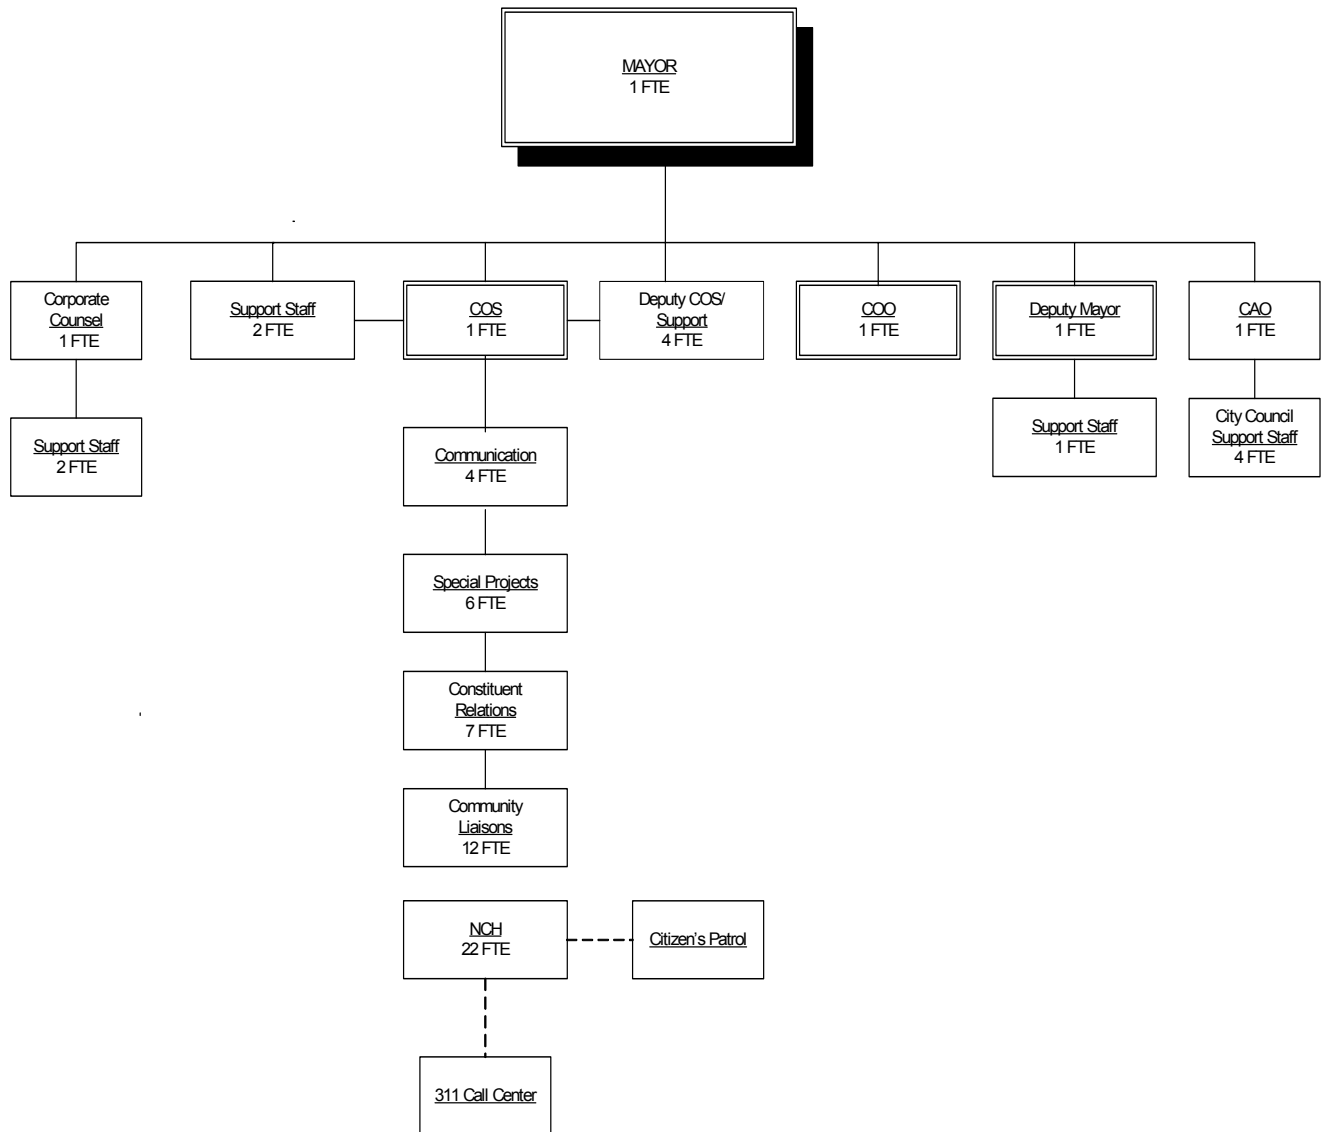 MAYOR
1 FTE
Corporate
Counsel
1 FTE
Support Staff
2 FTE
COS
1 FTE
Deputy COS/
Support
4 FTE
COO
1 FTE
Deputy Mayor
1 FTE
CAO
1 FTE
Support Staff
2 FTE
Communication
4 FTE
Support Staff
1 FTE
City Council
Support Staff
4 FTE
Special Projects
6 FTE
Constituent
Relations
7 FTE
Community
Liaisons
12 FTE
NCH
22 FTE
Citizen's Patrol
311 Call Center